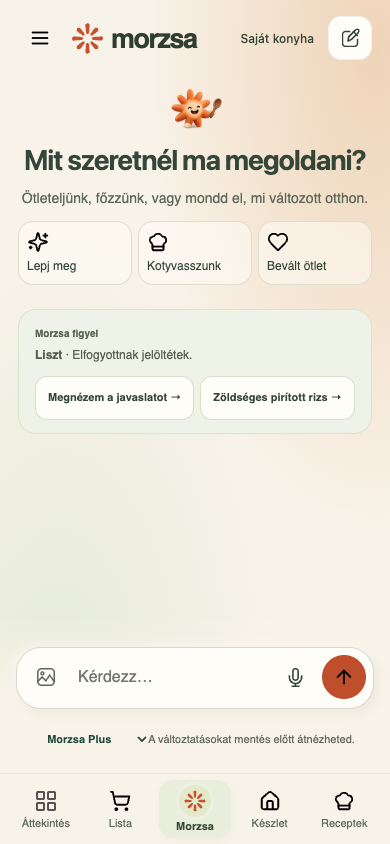 morzsa
Saját konyha
Mit szeretnél ma megoldani?
Ötleteljünk, főzzünk, vagy mondd el, mi változott otthon.
Lepj meg
Kotyvasszunk
Bevált ötlet
Morzsa figyel
Liszt · Elfogyottnak jelölték.
Megnézem a javaslatot →
Zöldséges pirított rizs →
Kérdezz…
Morzsa Plus
A változtatásokat mentés előtt átnézheted.
Áttekintés
Lista
Morzsa
Készlet
Receptek